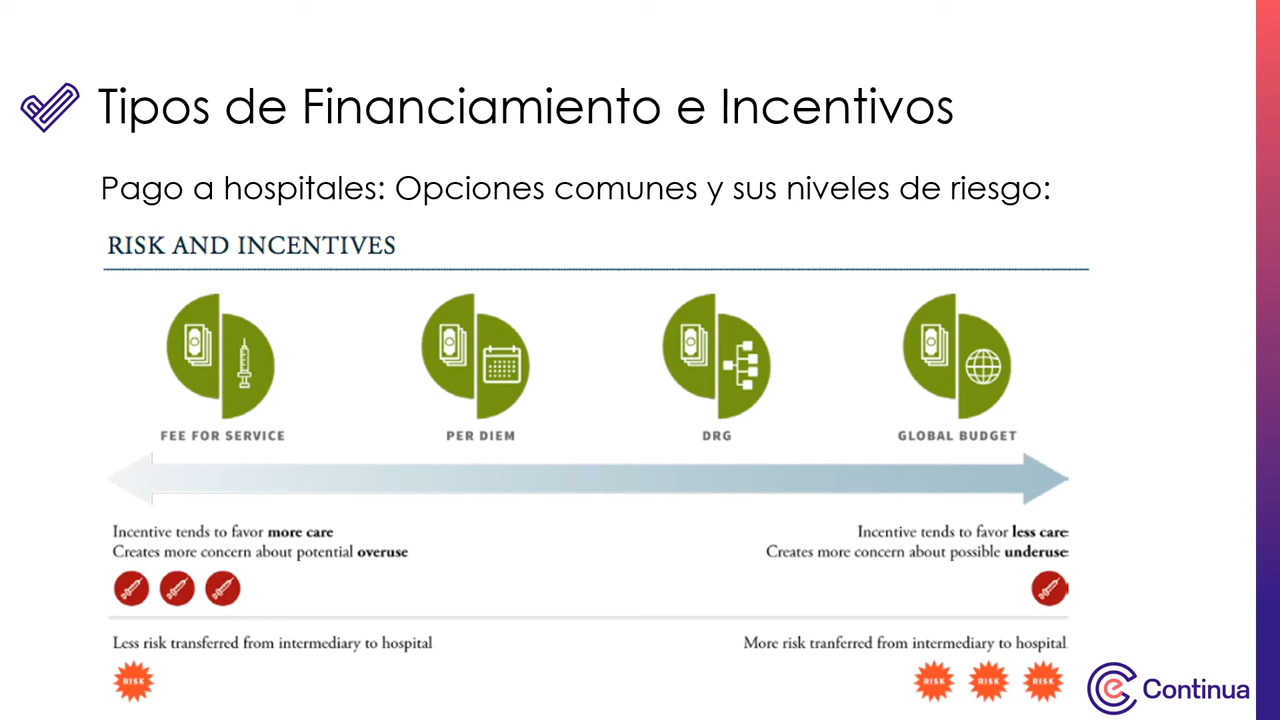 Tipos de Financiamiento e Incentivos
Pago a hospitales: Opciones comunes y sus niveles de riesgo:
RISK AND INCENTIVES
FEE FOR SERVICE
PER DIEM
DRG
GLOBAL BUDGET
Incentive tends to favor more care
Creates more concern about potential overuse
Incentive tends to favor less care
Creates more concern about possible underuse
Less risk transferred from intermediary to hospital
More risk tranferred from intermediary to hospital
RISK
RISK
RISK
RISK
Continua